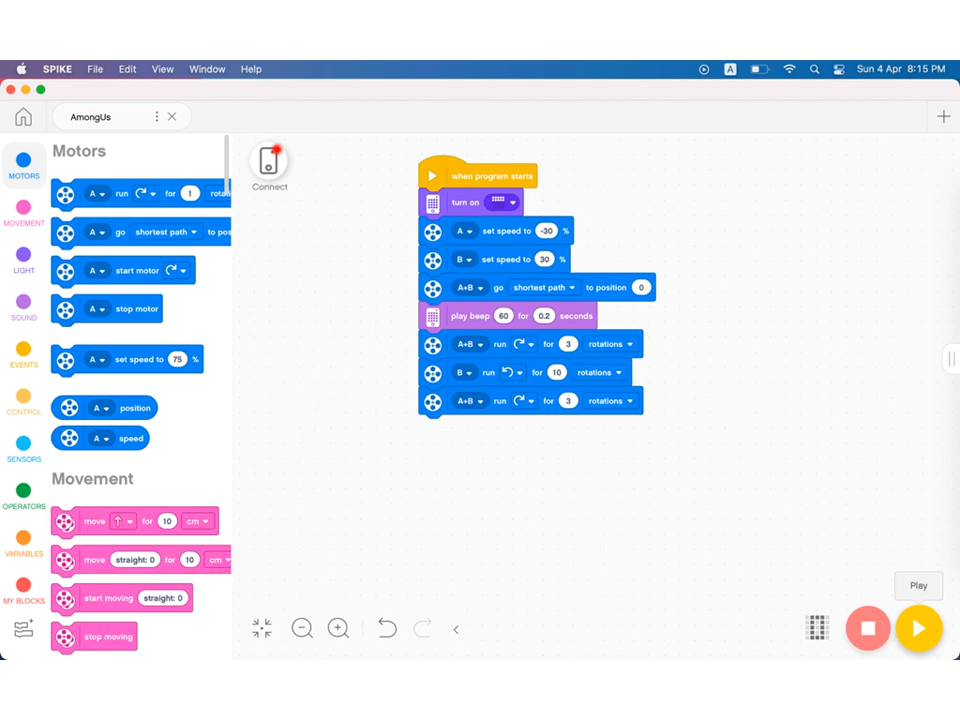 SPIKE File Edit View Window Help A Sun 4 Apr 8:15 PM
AmongUs
MOTORS
MOVEMENT
LIGHT
SOUND
EVENTS
CONTROL
SENSORS
OPERATORS
VARIABLES
MY BLOCKS
Motors
A run for 1 rota
A go shortest path to pos
A start motor
A stop motor
A set speed to 75 %
A position
A speed
Movement
move for 10 cm
move straight: 0 for 10 cm
start moving straight: 0
stop moving
Connect
when program starts
turn on
A set speed to -30 %
B set speed to 30 %
A+B go shortest path to position 0
play beep 60 for 0.2 seconds
A+B run for 3 rotations
B run for 10 rotations
A+B run for 3 rotations
Play